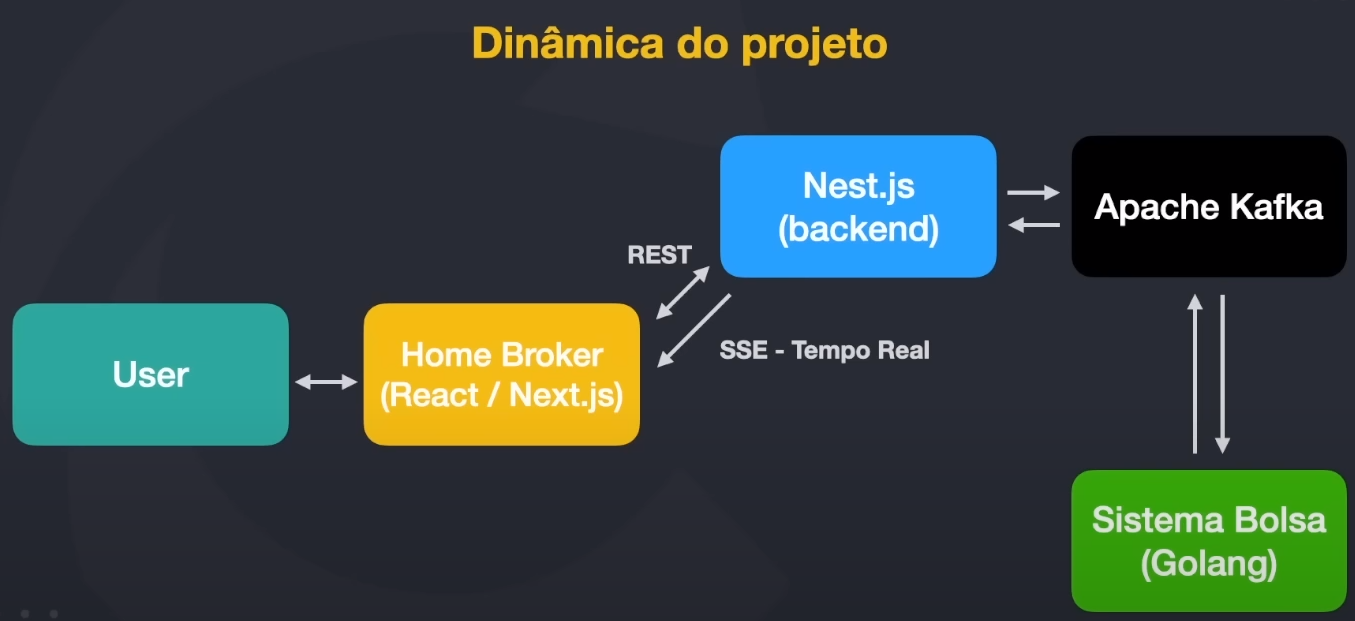 Dinâmica do projeto
Nest.js
(backend)
Apache Kafka
REST
SSE - Tempo Real
User
Home Broker
(React / Next.js)
Sistema Bolsa
(Golang)